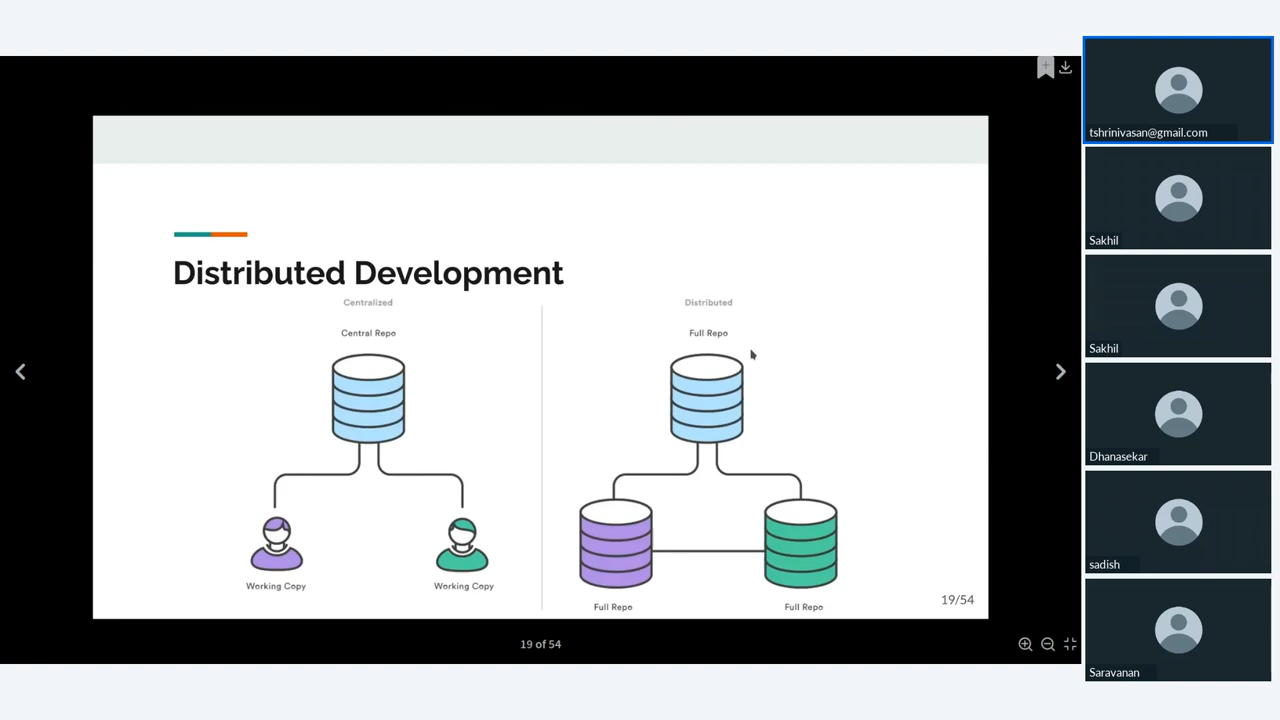 Distributed Development
Centralized
Distributed
Central Repo
Full Repo
Working Copy
Working Copy
Full Repo
Full Repo
19/54
19 of 54
tshrinivasan@gmail.com
Sakhil
Sakhil
Dhanasekar
sadish
Saravanan